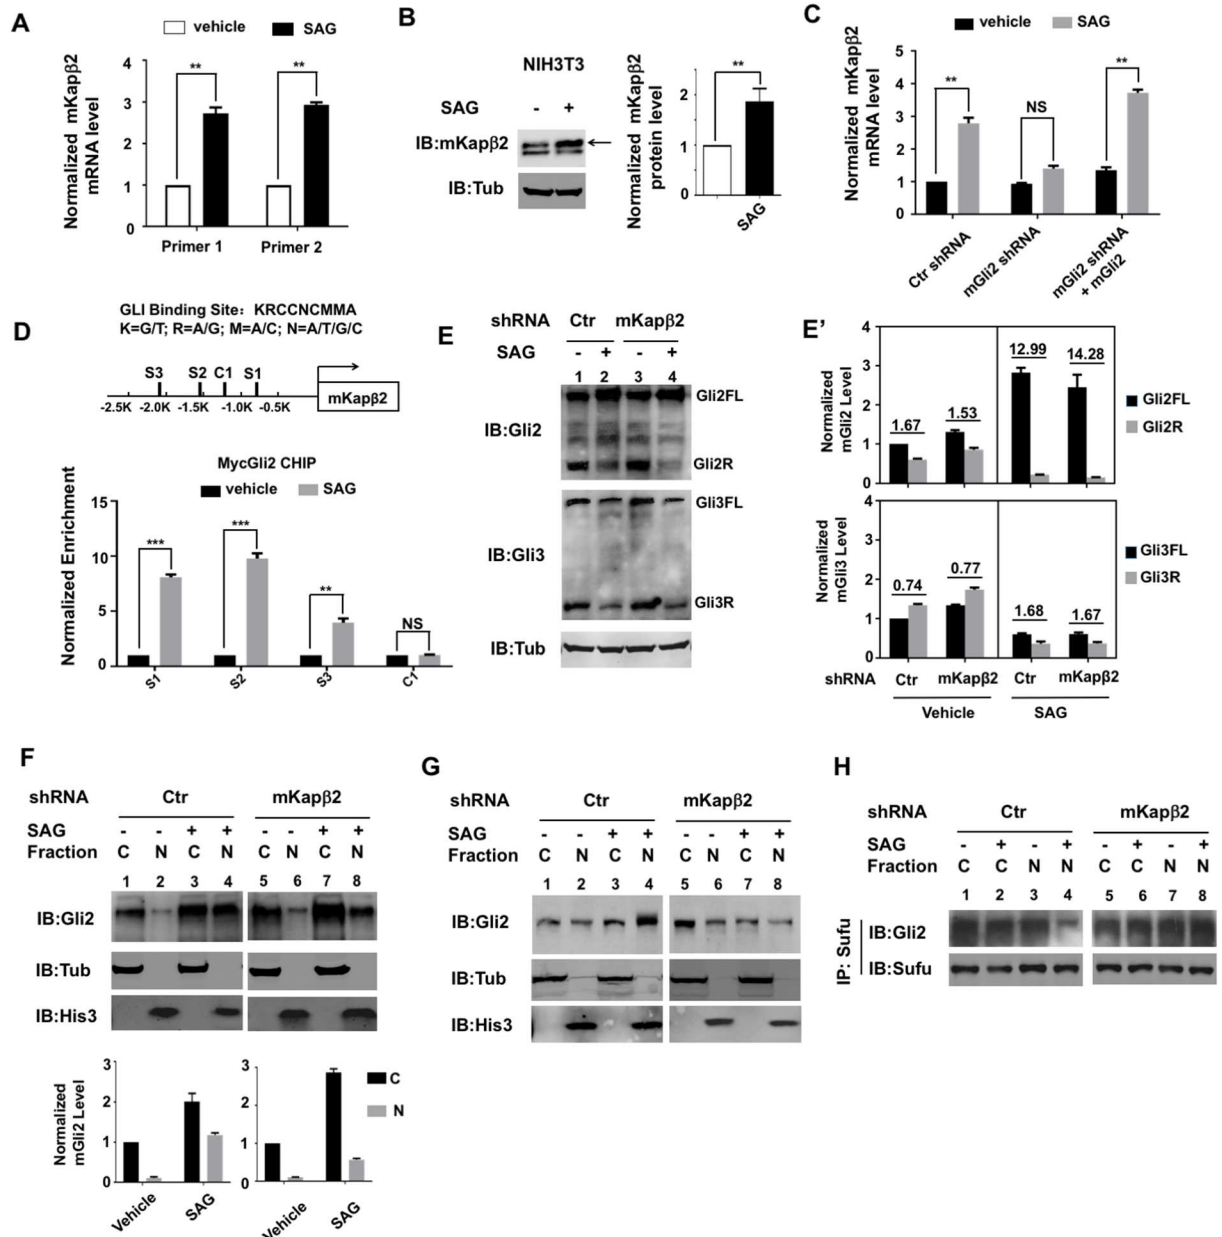 A
vehicle SAG
Normalized mKapβ2
mRNA level
4
3
2
1
0
** **
Primer 1 Primer 2
B
NIH3T3
SAG - +
IB:mKapβ2
IB:Tub
Normalized mKapβ2
protein level
2
1
0
**
SAG
C
vehicle SAG
Normalized mKapβ2
mRNA level
5
4
3
2
1
0
** NS **
Ctr shRNA
mGli2 shRNA
mGli2 shRNA
+ mGli2
D
GLI Binding Site: KRCCNCMMA
K=G/T; R=A/G; M=A/C; N=A/T/G/C
S3 S2 C1 S1
-2.5K -2.0K -1.5K -1.0K -0.5K
mKapβ2
MycGli2 CHIP
vehicle SAG
Normalized Enrichment
15
10
5
0
*** *** ** NS
S1 S2 S3 C1
E
shRNA Ctr mKapβ2
SAG - + - +
1 2 3 4
IB:Gli2
Gli2FL
Gli2R
IB:Gli3
Gli3FL
Gli3R
IB:Tub
E'
Normalized
mGli2 Level
4
3
2
1
0
1.67 1.53 12.99 14.28
Gli2FL
Gli2R
Normalized
mGli3 Level
4
3
2
1
0
0.74 0.77 1.68 1.67
Gli3FL
Gli3R
shRNA Ctr mKapβ2 Ctr mKapβ2
Vehicle SAG
F
shRNA Ctr mKapβ2
SAG - - + + - - + +
Fraction C N C N C N C N
1 2 3 4 5 6 7 8
IB:Gli2
IB:Tub
IB:His3
Normalized
mGli2 Level
3
2
1
0
Vehicle SAG
3
2
1
0
Vehicle SAG
C
N
G
shRNA Ctr mKapβ2
SAG - - + + - - + +
Fraction C N C N C N C N
1 2 3 4 5 6 7 8
IB:Gli2
IB:Tub
IB:His3
H
shRNA Ctr mKapβ2
SAG - + - + - + - +
Fraction C C N N C C N N
1 2 3 4 5 6 7 8
IP: Sufu
IB:Gli2
IB:Sufu